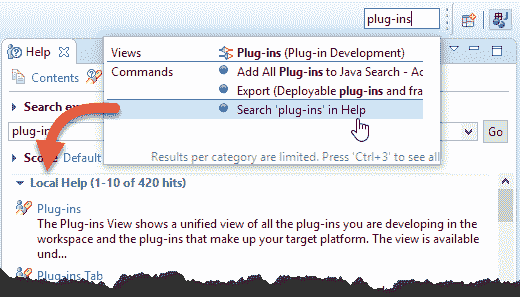 plug-ins
Help
Contents
Views Plug-ins (Plug-in Development)
Commands Add All Plug-ins to Java Search - Ac
Export (Deployable plug-ins and fra
Search 'plug-ins' in Help
Results per category are limited. Press 'Ctrl+3' to see all
Search
plug-in
Go
Default
Local Help (1-10 of 420 hits)
Plug-ins
The Plug-ins View shows a unified view of all the plug-ins you are developing in the
workspace and the plug-ins that make up your target platform. The view is available
und...
Plug-ins Tab